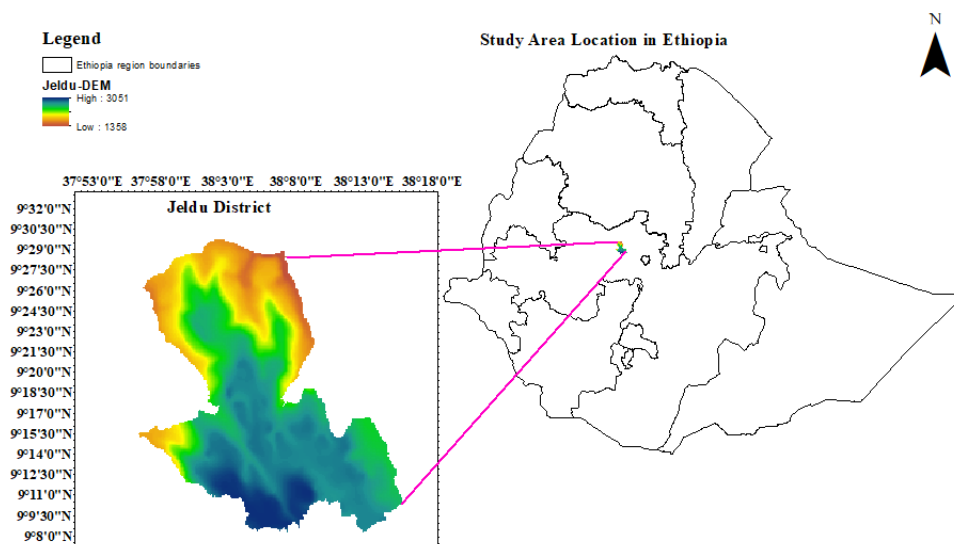 N
Legend
Study Area Location in Ethiopia
Ethiopia region boundaries
Jeldu-DEM
High : 3051
Low : 1358
37°53'0"E 37°58'0"E 38°3'0"E 38°8'0"E 38°13'0"E 38°18'0"E
Jeldu District
9°32'0"N
9°30'30"N
9°29'0"N
9°27'30"N
9°26'0"N
9°24'30"N
9°23'0"N
9°21'30"N
9°20'0"N
9°18'30"N
9°17'0"N
9°15'30"N
9°14'0"N
9°12'30"N
9°11'0"N
9°9'30"N
9°8'0"N